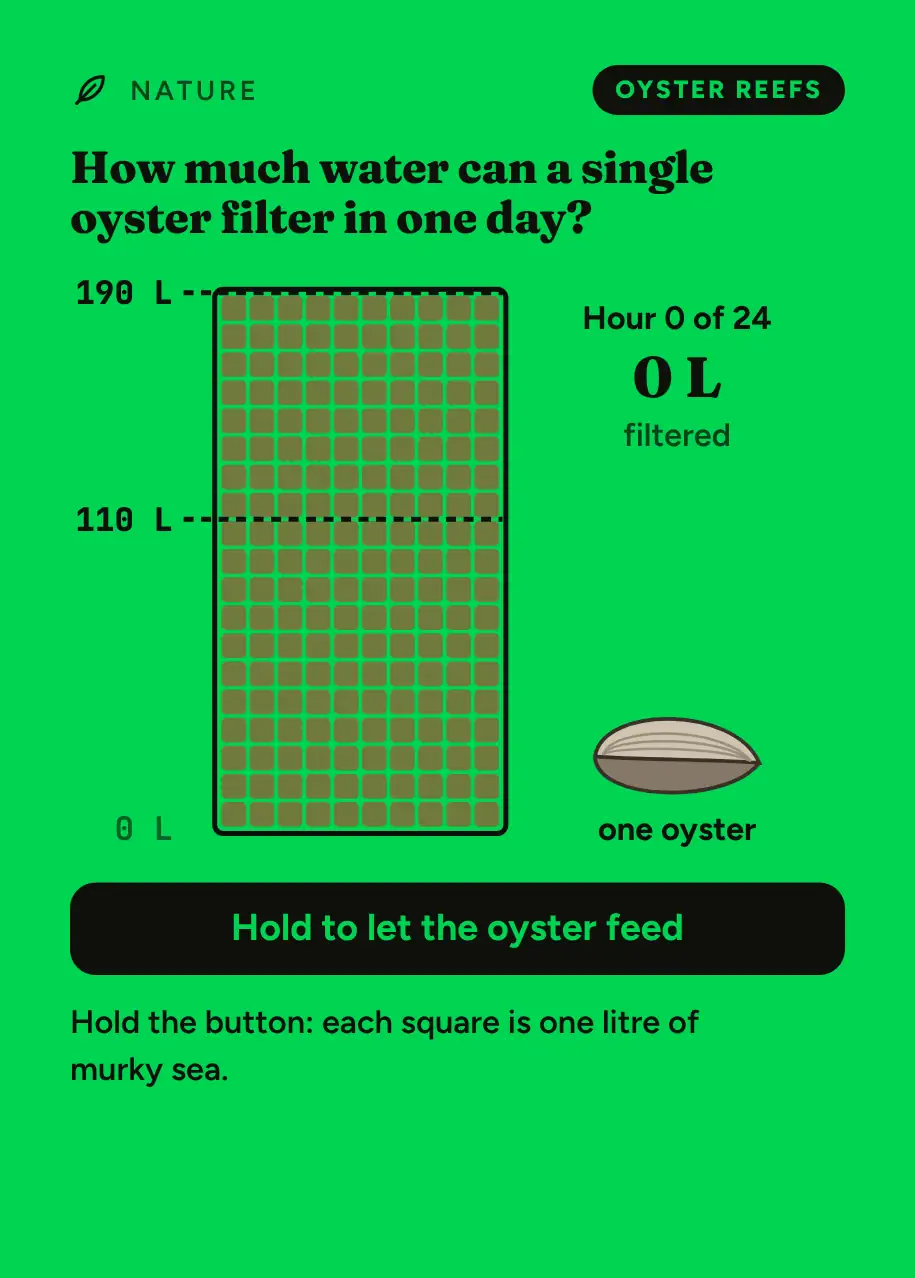 NATURE
OYSTER REEFS
How much water can a single
oyster filter in one day?
190 L
Hour 0 of 24
0 L
filtered
110 L
0 L
one oyster
Hold to let the oyster feed
Hold the button: each square is one litre of
murky sea.